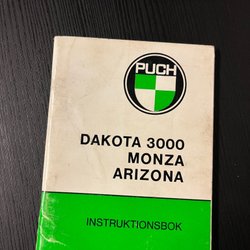 PUCH
DAKOTA 3000
MONZA
ARIZONA
INSTRUKTIONSBOK